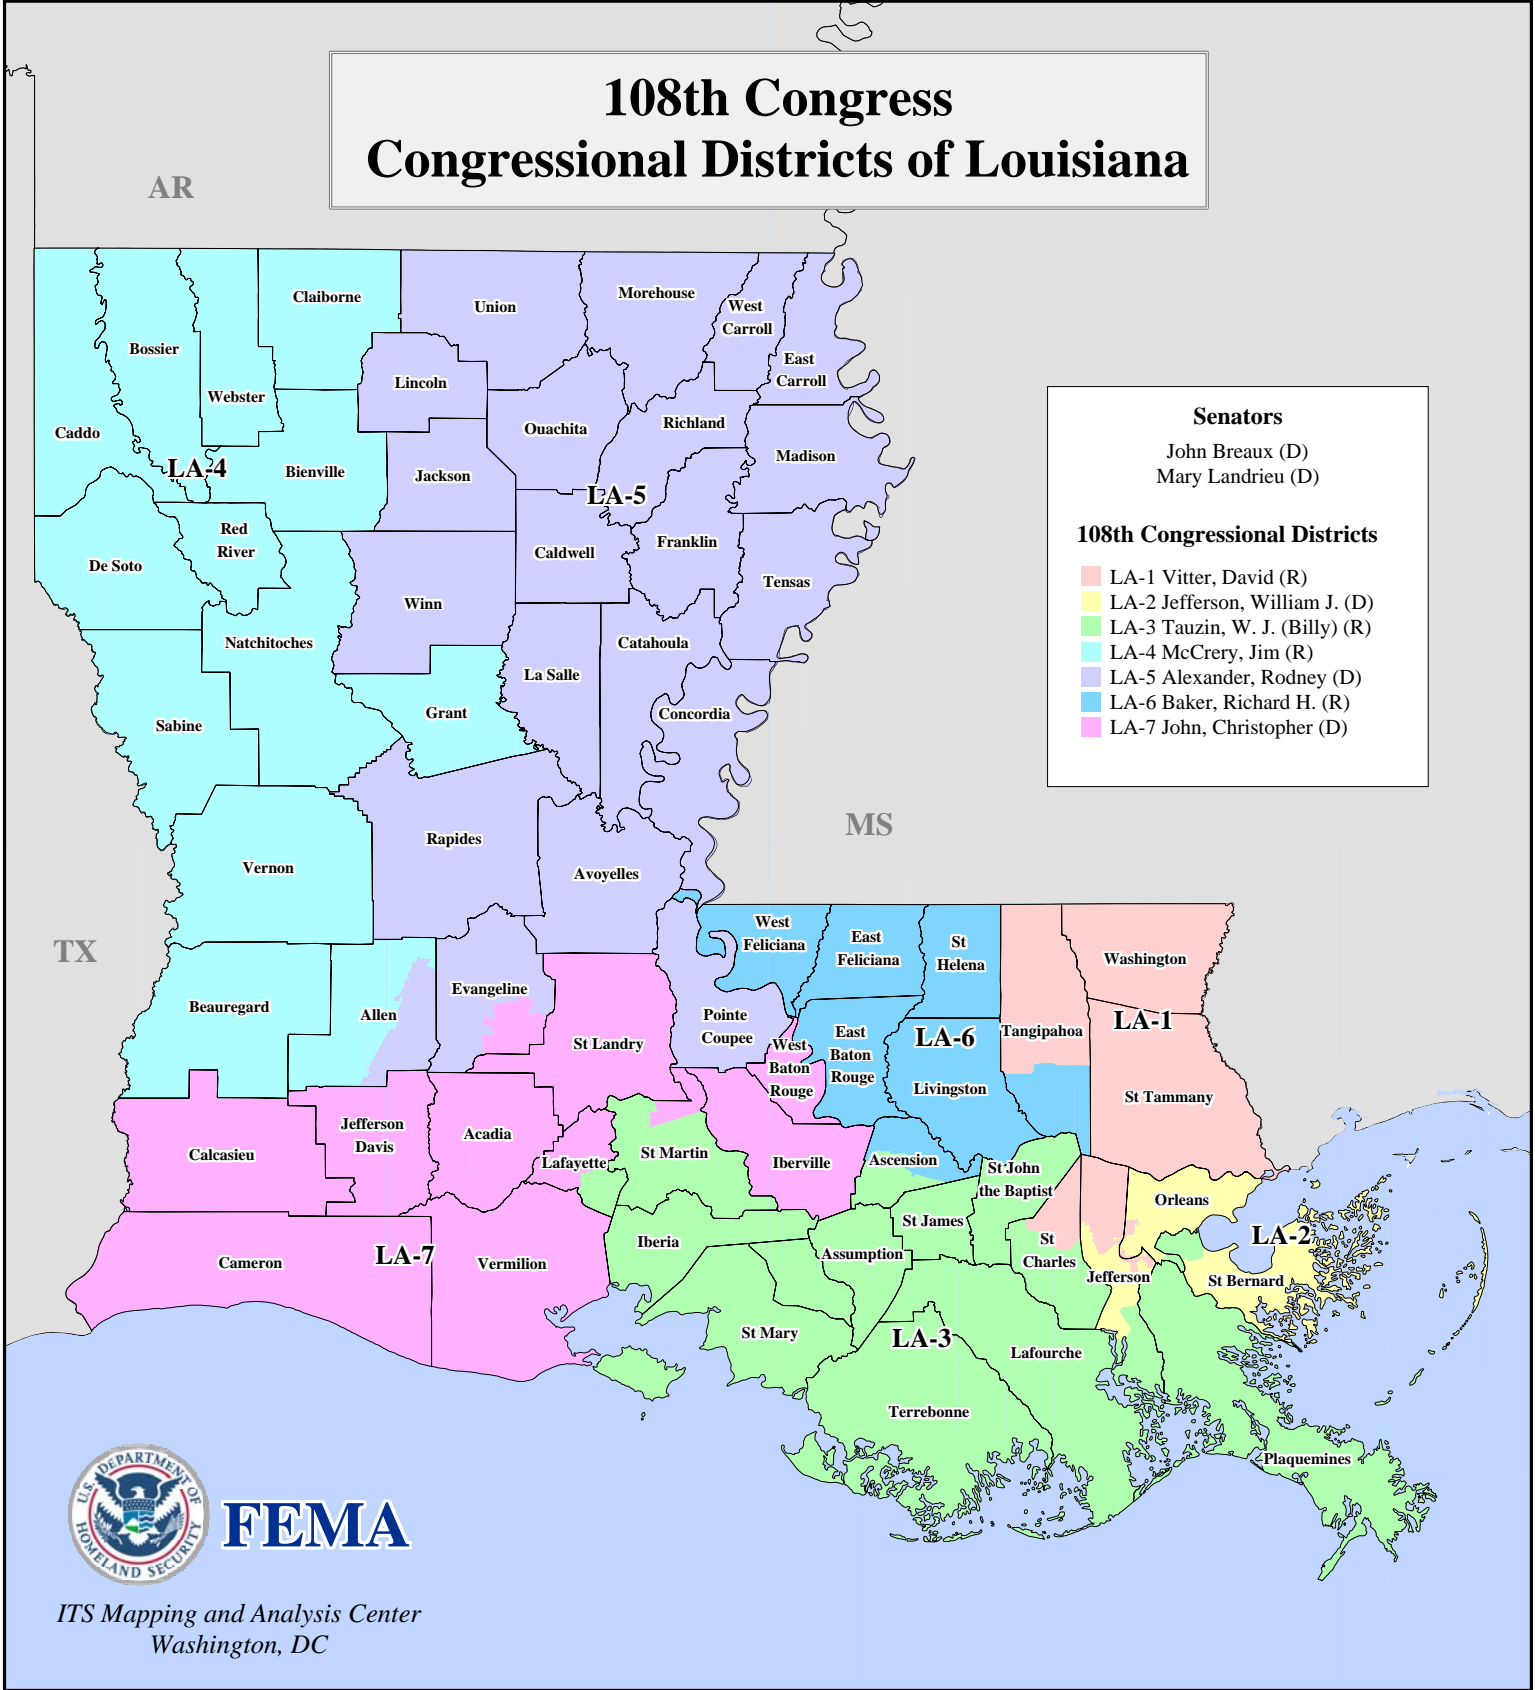 108th Congress
Congressional Districts of Louisiana
AR
Claiborne
Union
Morehouse
West
Carroll
Bossier
East
Carroll
Lincoln
Webster
Caddo
Ouachita
Richland
Madison
LA-4
Bienville
Jackson
LA-5
Red
River
Franklin
Caldwell
De Soto
Tensas
Winn
Natchitoches
Catahoula
La Salle
Sabine
Grant
Concordia
Senators
John Breaux (D)
Mary Landrieu (D)
108th Congressional Districts
LA-1 Vitter, David (R)
LA-2 Jefferson, William J. (D)
LA-3 Tauzin, W. J. (Billy) (R)
LA-4 McCrery, Jim (R)
LA-5 Alexander, Rodney (D)
LA-6 Baker, Richard H. (R)
LA-7 John, Christopher (D)
MS
Rapides
Vernon
Avoyelles
TX
West
Feliciana
East
Feliciana
St
Helena
Washington
Evangeline
Beauregard
Allen
Pointe
Coupee
St Landry
West
Baton
Rouge
East
Baton
Rouge
LA-6
Tangipahoa
LA-1
Livingston
St Tammany
Jefferson
Davis
Acadia
Calcasieu
Lafayette
St Martin
Iberville
Ascension
St John
the Baptist
Orleans
St James
LA-2
Iberia
Assumption
St
Charles
Cameron
LA-7
Vermilion
Jefferson
St Bernard
St Mary
LA-3
Lafourche
Terrebonne
Plaquemines
U.S. DEPARTMENT OF
HOMELAND SECURITY
FEMA
ITS Mapping and Analysis Center
Washington, DC